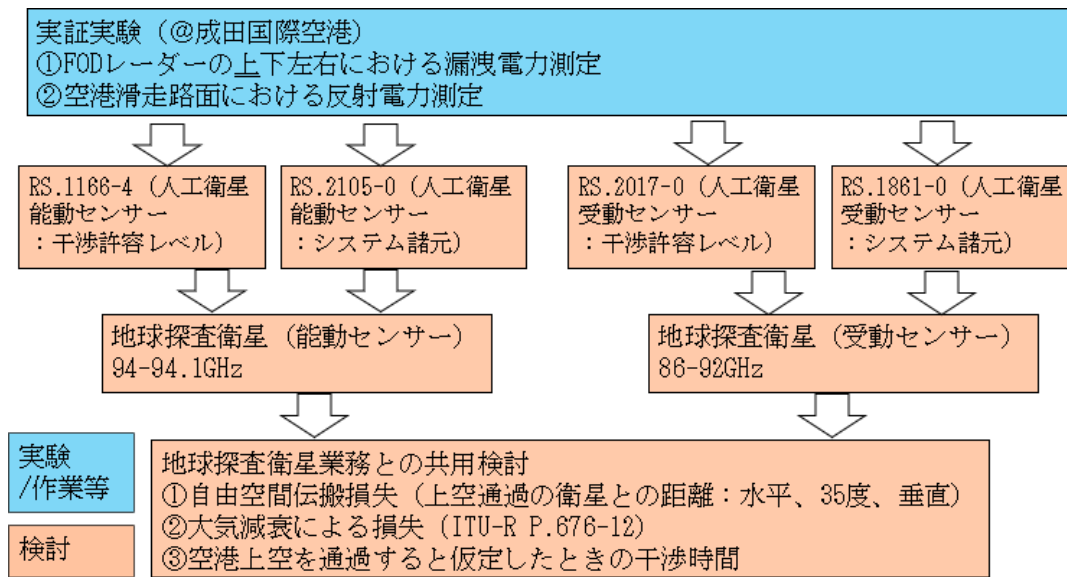 実証実験（＠成田国際空港）
①FODレーダーの上下左右における漏洩電力測定
②空港滑走路面における反射電力測定
RS.1166-4（人工衛星
能動センサー
：干渉許容レベル）
RS.2105-0（人工衛星
能動センサー
：システム諸元）
RS.2017-0（人工衛星
受動センサー
：干渉許容レベル）
RS.1861-0（人工衛星
受動センサー
：システム諸元）
地球探査衛星（能動センサー）
94-94.1GHz
地球探査衛星（受動センサー）
86-92GHz
実験
/作業等
検討
地球探査衛星業務との共用検討
①自由空間伝搬損失（上空通過の衛星との距離：水平、35度、垂直）
②大気減衰による損失（ITU-R P.676-12）
③空港上空を通過すると仮定したときの干渉時間